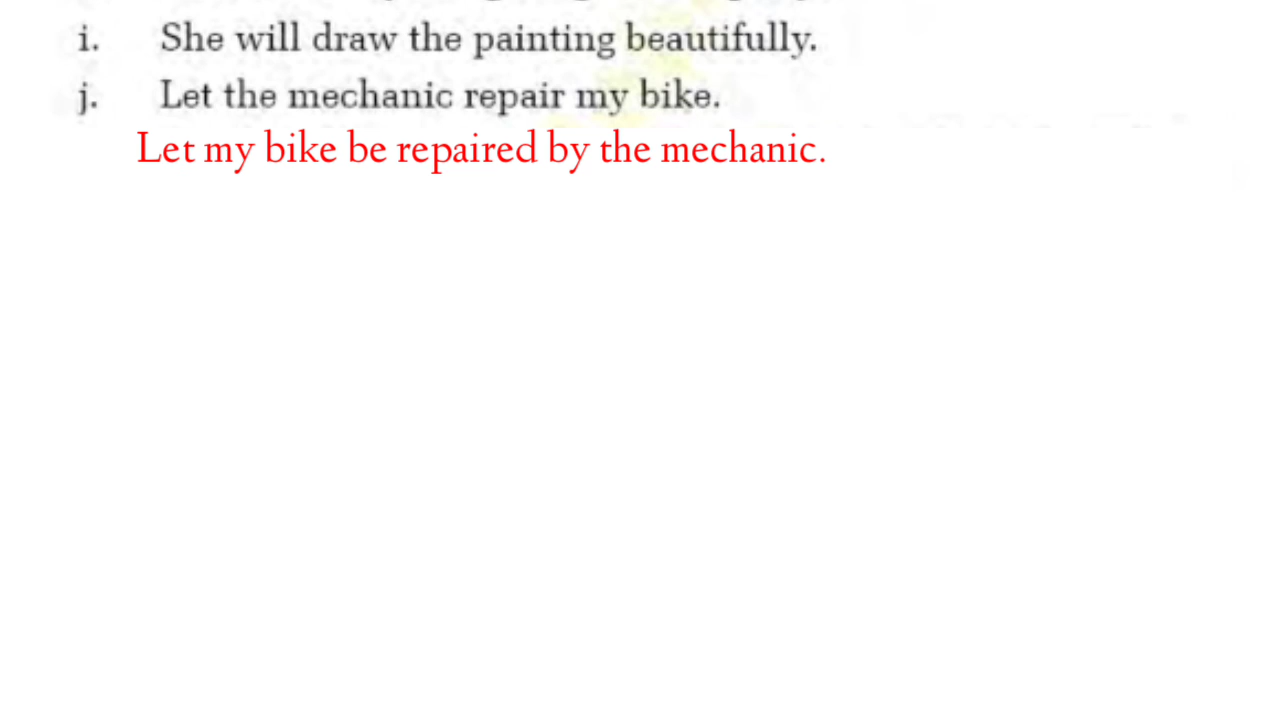 i. She will draw the painting beautifully.
j. Let the mechanic repair my bike.
Let my bike be repaired by the mechanic.